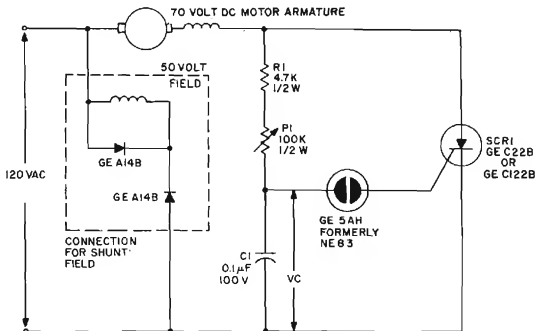 70 VOLT DC MOTOR ARMATURE
50 VOLT
FIELD
R1
4.7K
1/2 W
P1
100K
1/2 W
GE A14B
SCR1
GE C22B
OR
GE C122B
120 VAC
GE A14B
GE 5AH
FORMERLY
NE83
CONNECTION
FOR SHUNT
FIELD
C1
0.1µF
100 V
VC